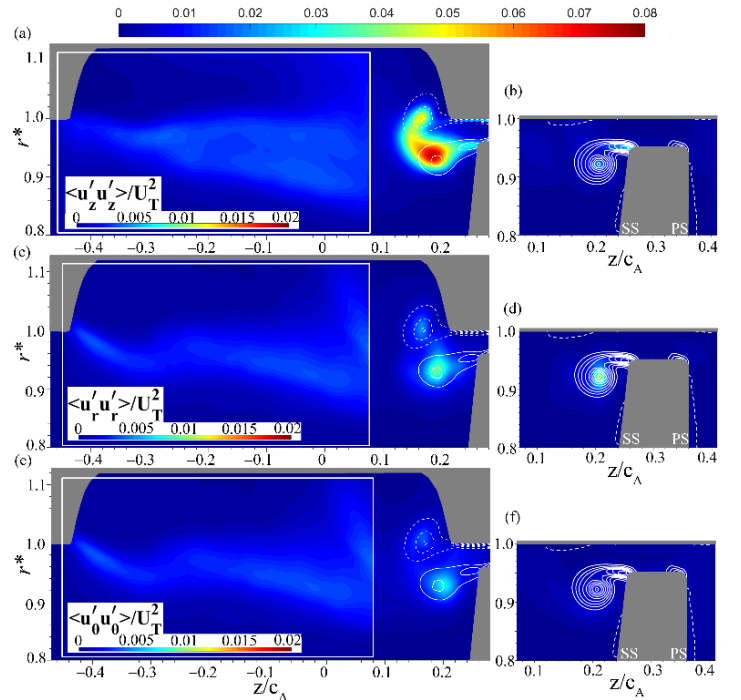 0 0.01 0.02 0.03 0.04 0.05 0.06 0.07 0.08
(a)
1.1
1.0
0.9
0.8
r*
<u'zu'z>/U²T
0 0.005 0.01 0.015 0.02
−0.4 −0.3 −0.2 −0.1 0 0.1 0.2
(b)
1.0
0.9
0.8
SS PS
0.1 0.2 0.3 0.4
z/cA
(c)
1.1
1.0
0.9
0.8
r*
<u'ru'r>/U²T
0 0.005 0.01 0.015 0.02
−0.4 −0.3 −0.2 −0.1 0 0.1 0.2
(d)
1.0
0.9
0.8
SS PS
0.1 0.2 0.3 0.4
z/cA
(e)
1.1
1.0
0.9
0.8
r*
<u'θu'θ>/U²T
0 0.005 0.01 0.015 0.02
−0.4 −0.3 −0.2 −0.1 0 0.1 0.2
z/cA
(f)
1.0
0.9
0.8
SS PS
0.1 0.2 0.3 0.4
z/cA